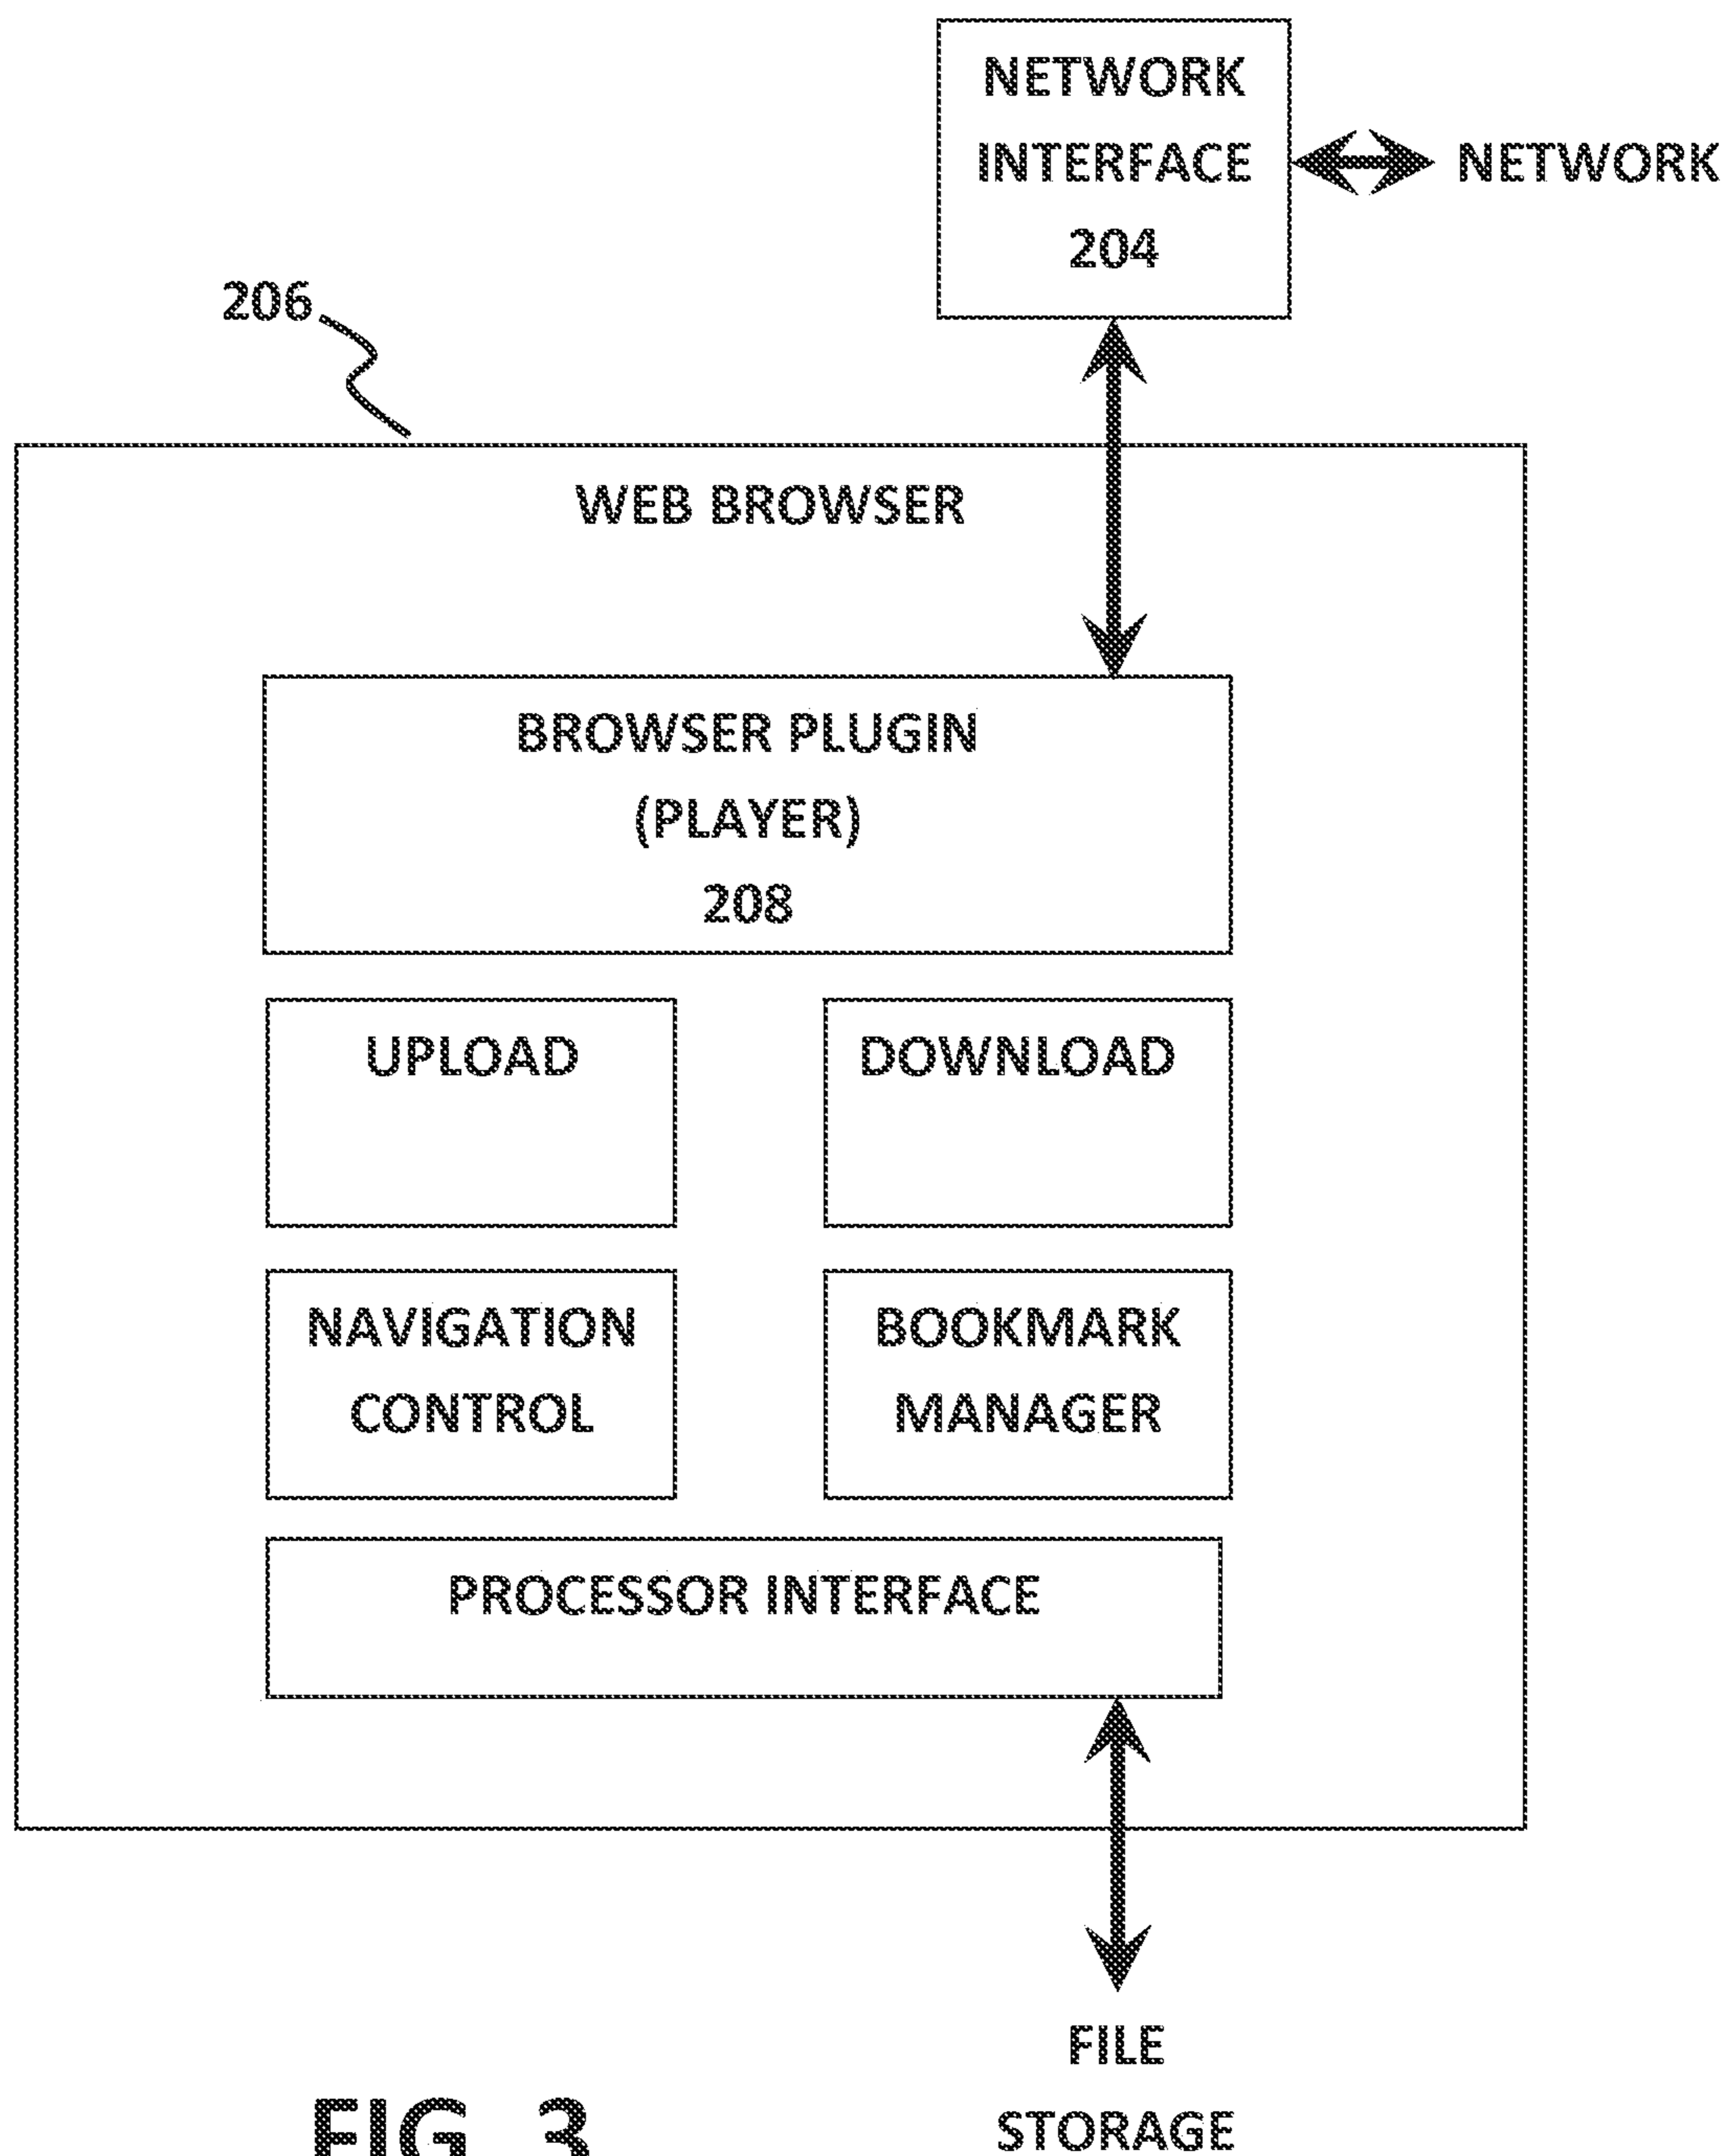 NETWORK
INTERFACE
204
NETWORK
206
WEB BROWSER
BROWSER PLUGIN
(PLAYER)
208
UPLOAD
DOWNLOAD
NAVIGATION
CONTROL
BOOKMARK
MANAGER
PROCESSOR INTERFACE
FILE
STORAGE
FIG. 3